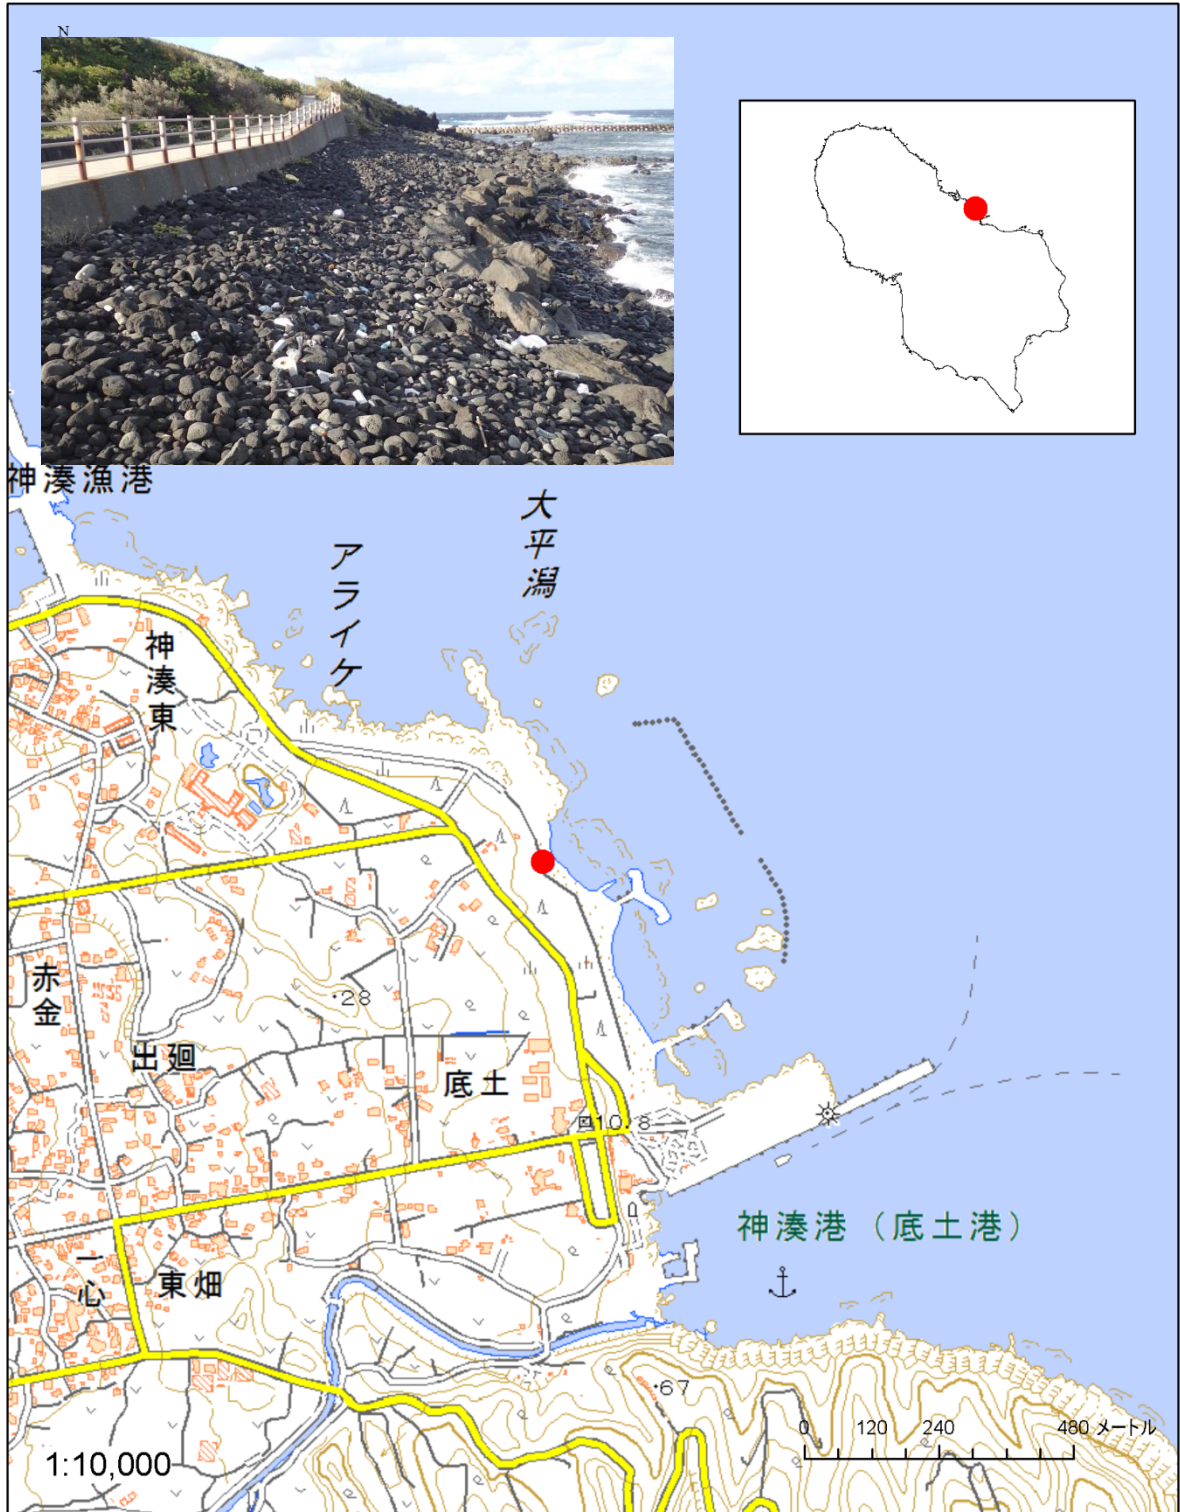 N
神湊漁港
大平潟
アライケ
神湊東
赤金
・28
出廻
底土
10.8
神湊港（底土港）
一心
東畑
・67
0 120 240 480 メートル
1:10,000